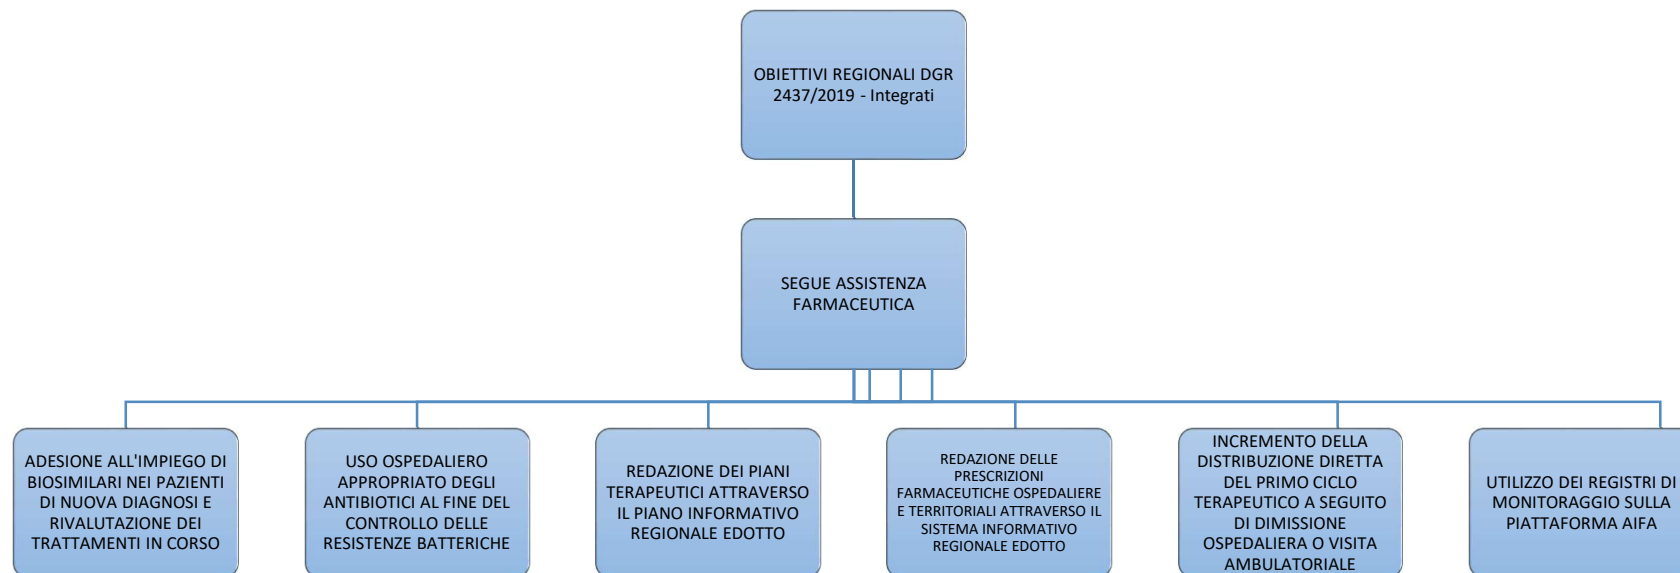 OBIETTIVI REGIONALI DGR
2437/2019 - Integrati
SEGUE ASSISTENZA
FARMACEUTICA
ADESIONE ALL'IMPIEGO DI
BIOSIMILARI NEI PAZIENTI
DI NUOVA DIAGNOSI E
RIVALUTAZIONE DEI
TRATTAMENTI IN CORSO
USO OSPEDALIERO
APPROPRIATO DEGLI
ANTIBIOTICI AL FINE DEL
CONTROLLO DELLE
RESISTENZE BATTERICHE
REDAZIONE DEI PIANI
TERAPEUTICI ATTRAVERSO
IL PIANO INFORMATIVO
REGIONALE EDOTTO
REDAZIONE DELLE
PRESCRIZIONI
FARMACEUTICHE OSPEDALIERE
E TERRITORIALI ATTRAVERSO IL
SISTEMA INFORMATIVO
REGIONALE EDOTTO
INCREMENTO DELLA
DISTRIBUZIONE DIRETTA
DEL PRIMO CICLO
TERAPEUTICO A SEGUITO
DI DIMISSIONE
OSPEDALIERA O VISITA
AMBULATORIALE
UTILIZZO DEI REGISTRI DI
MONITORAGGIO SULLA
PIATTAFORMA AIFA